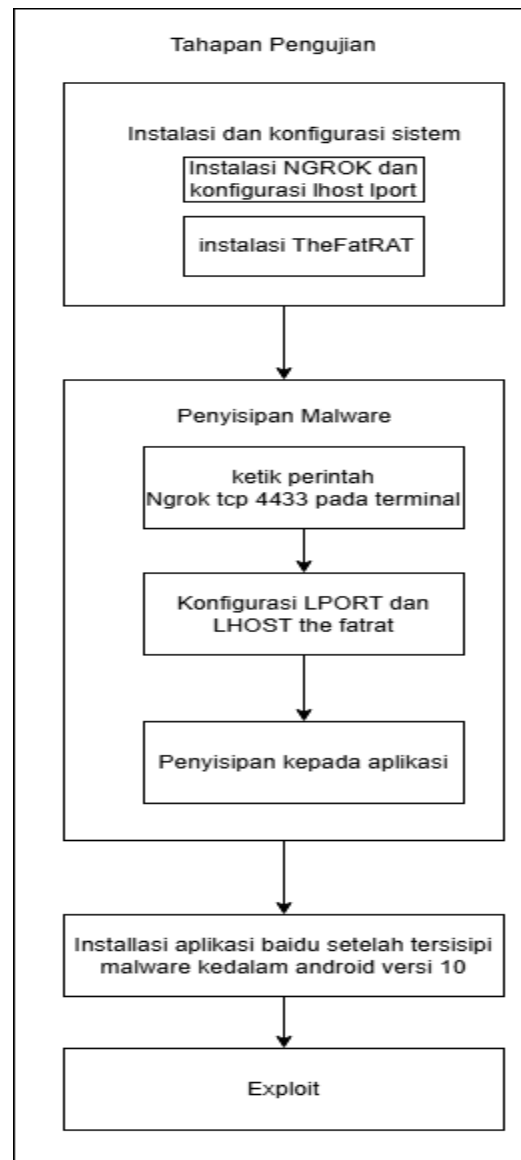 Tahapan Pengujian
Instalasi dan konfigurasi sistem
Instalasi NGROK dan
konfigurasi lhost lport
instalasi TheFatRAT
Penyisipan Malware
ketik perintah
Ngrok tcp 4433 pada terminal
Konfigurasi LPORT dan
LHOST the fatrat
Penyisipan kepada aplikasi
Installasi aplikasi baidu setelah tersisipi
malware kedalam android versi 10
Exploit